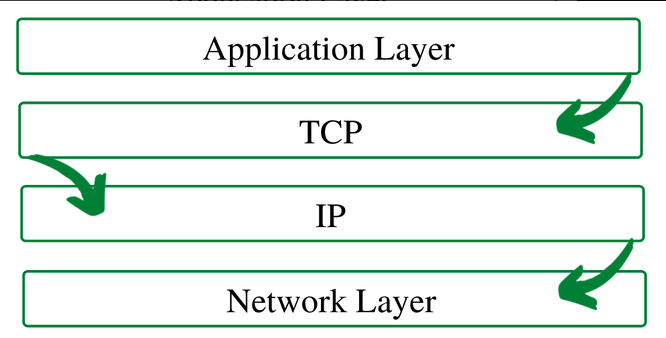 Application Layer
TCP
IP
Network Layer